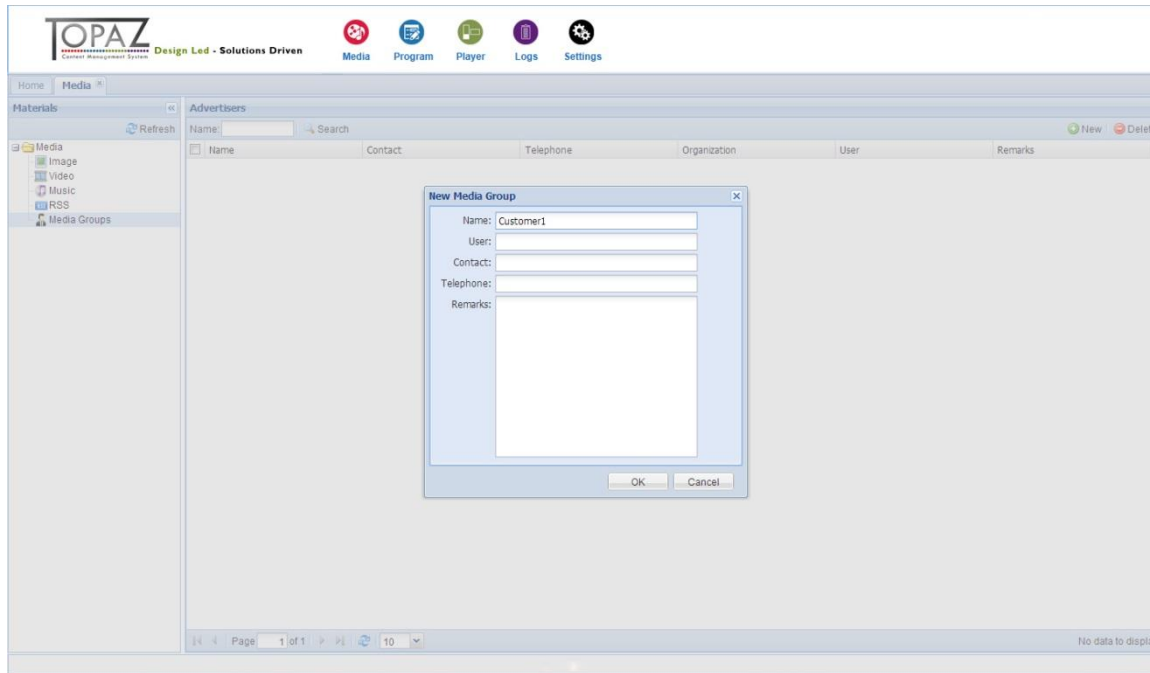 TOPAZ
Content Management System
Design Led - Solutions Driven
Media Program Player Logs Settings
Home Media
Materials
Refresh
Media
Image
Video
Music
RSS
Media Groups
Advertisers
Name: Search New Delet
Name Contact Telephone Organization User Remarks
New Media Group
Name: Customer1
User:
Contact:
Telephone:
Remarks:
OK Cancel
Page 1 of 1 10 No data to displa